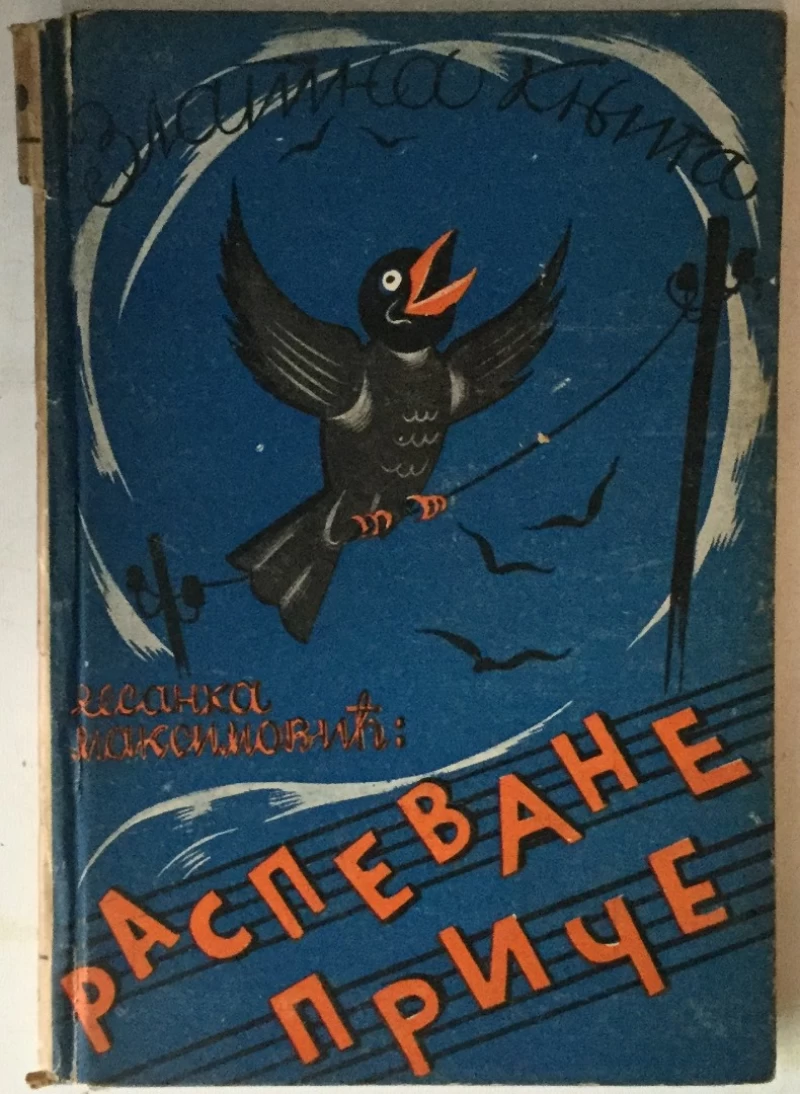 Златна књига
Десанка
Максимовић:
РАСПЕВАНЕ
ПРИЧЕ